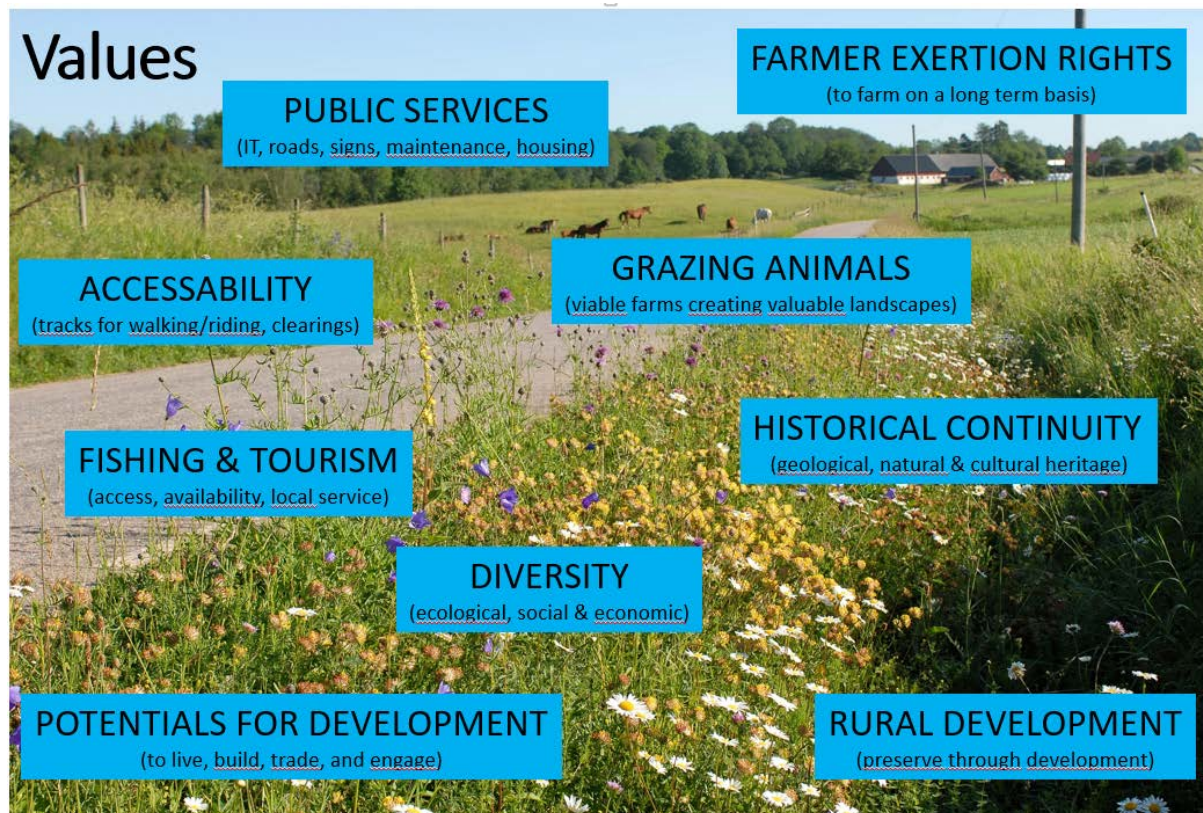 Values
FARMER EXERTION RIGHTS
(to farm on a long term basis)
PUBLIC SERVICES
(IT, roads, signs, maintenance, housing)
GRAZING ANIMALS
(viable farms creating valuable landscapes)
ACCESSABILITY
(tracks for walking/riding, clearings)
HISTORICAL CONTINUITY
(geological, natural & cultural heritage)
FISHING & TOURISM
(access, availability, local service)
DIVERSITY
(ecological, social & economic)
POTENTIALS FOR DEVELOPMENT
(to live, build, trade, and engage)
RURAL DEVELOPMENT
(preserve through development)